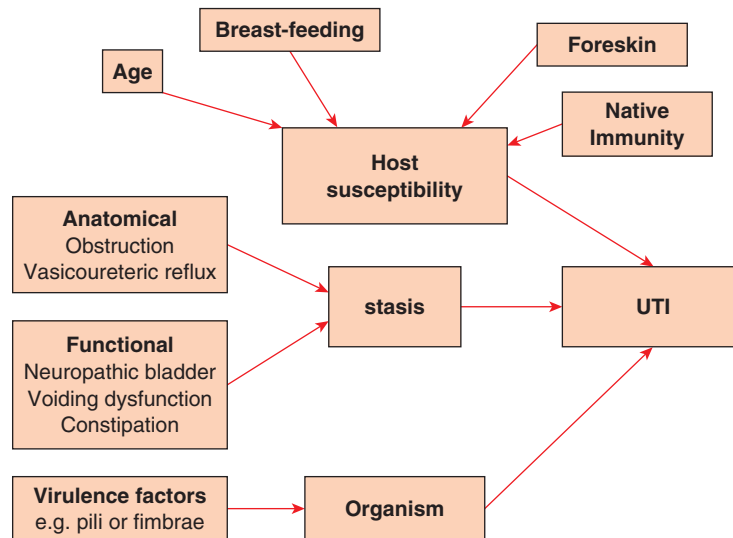 Breast-feeding
Foreskin
Age
Native
Immunity
Host
susceptibility
Anatomical
Obstruction
Vasicoureteric reflux
stasis
UTI
Functional
Neuropathic bladder
Voiding dysfunction
Constipation
Virulence factors
e.g. pili or fimbrae
Organism